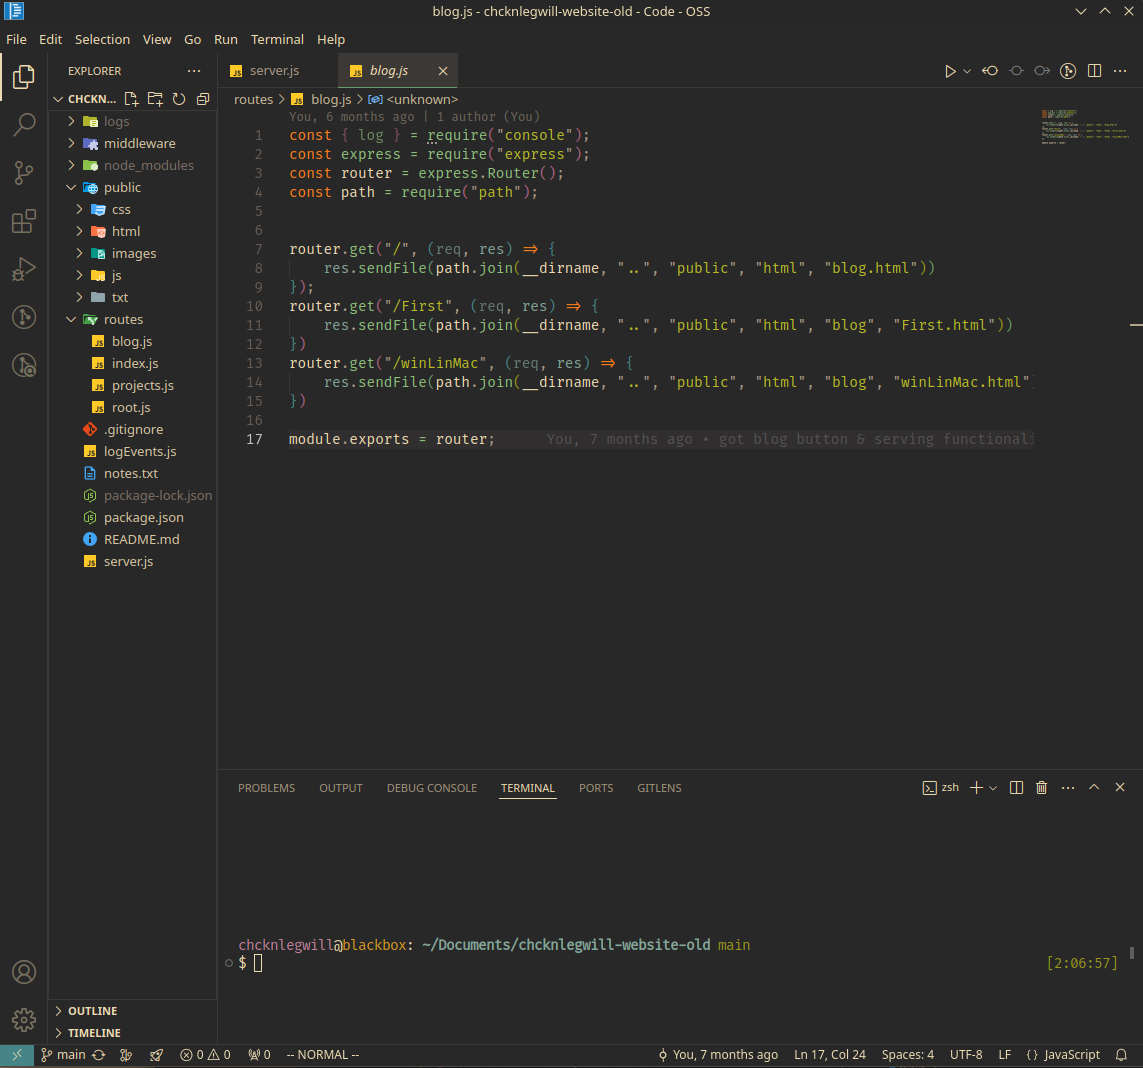 blog.js - chcknlegwill-website-old - Code - OSS
File Edit Selection View Go Run Terminal Help
EXPLORER
CHCKN...
logs
middleware
node_modules
public
css
html
images
js
txt
routes
blog.js
index.js
projects.js
root.js
.gitignore
logEvents.js
notes.txt
package-lock.json
package.json
README.md
server.js
OUTLINE
TIMELINE
server.js blog.js
routes > blog.js > <unknown>
You, 6 months ago | 1 author (You)
1 const { log } = require("console");
2 const express = require("express");
3 const router = express.Router();
4 const path = require("path");
5
6
7 router.get("/", (req, res) => {
8 res.sendFile(path.join(__dirname, "..", "public", "html", "blog.html"))
9 });
10 router.get("/First", (req, res) => {
11 res.sendFile(path.join(__dirname, "..", "public", "html", "blog", "First.html"))
12 })
13 router.get("/winLinMac", (req, res) => {
14 res.sendFile(path.join(__dirname, "..", "public", "html", "blog", "winLinMac.html"
15 })
16
17 module.exports = router; You, 7 months ago • got blog button & serving functionali
PROBLEMS OUTPUT DEBUG CONSOLE TERMINAL PORTS GITLENS
zsh
chcknlegwill@blackbox: ~/Documents/chcknlegwill-website-old main
$ [2:06:57]
main 0 0 0 -- NORMAL -- You, 7 months ago Ln 17, Col 24 Spaces: 4 UTF-8 LF {} JavaScript